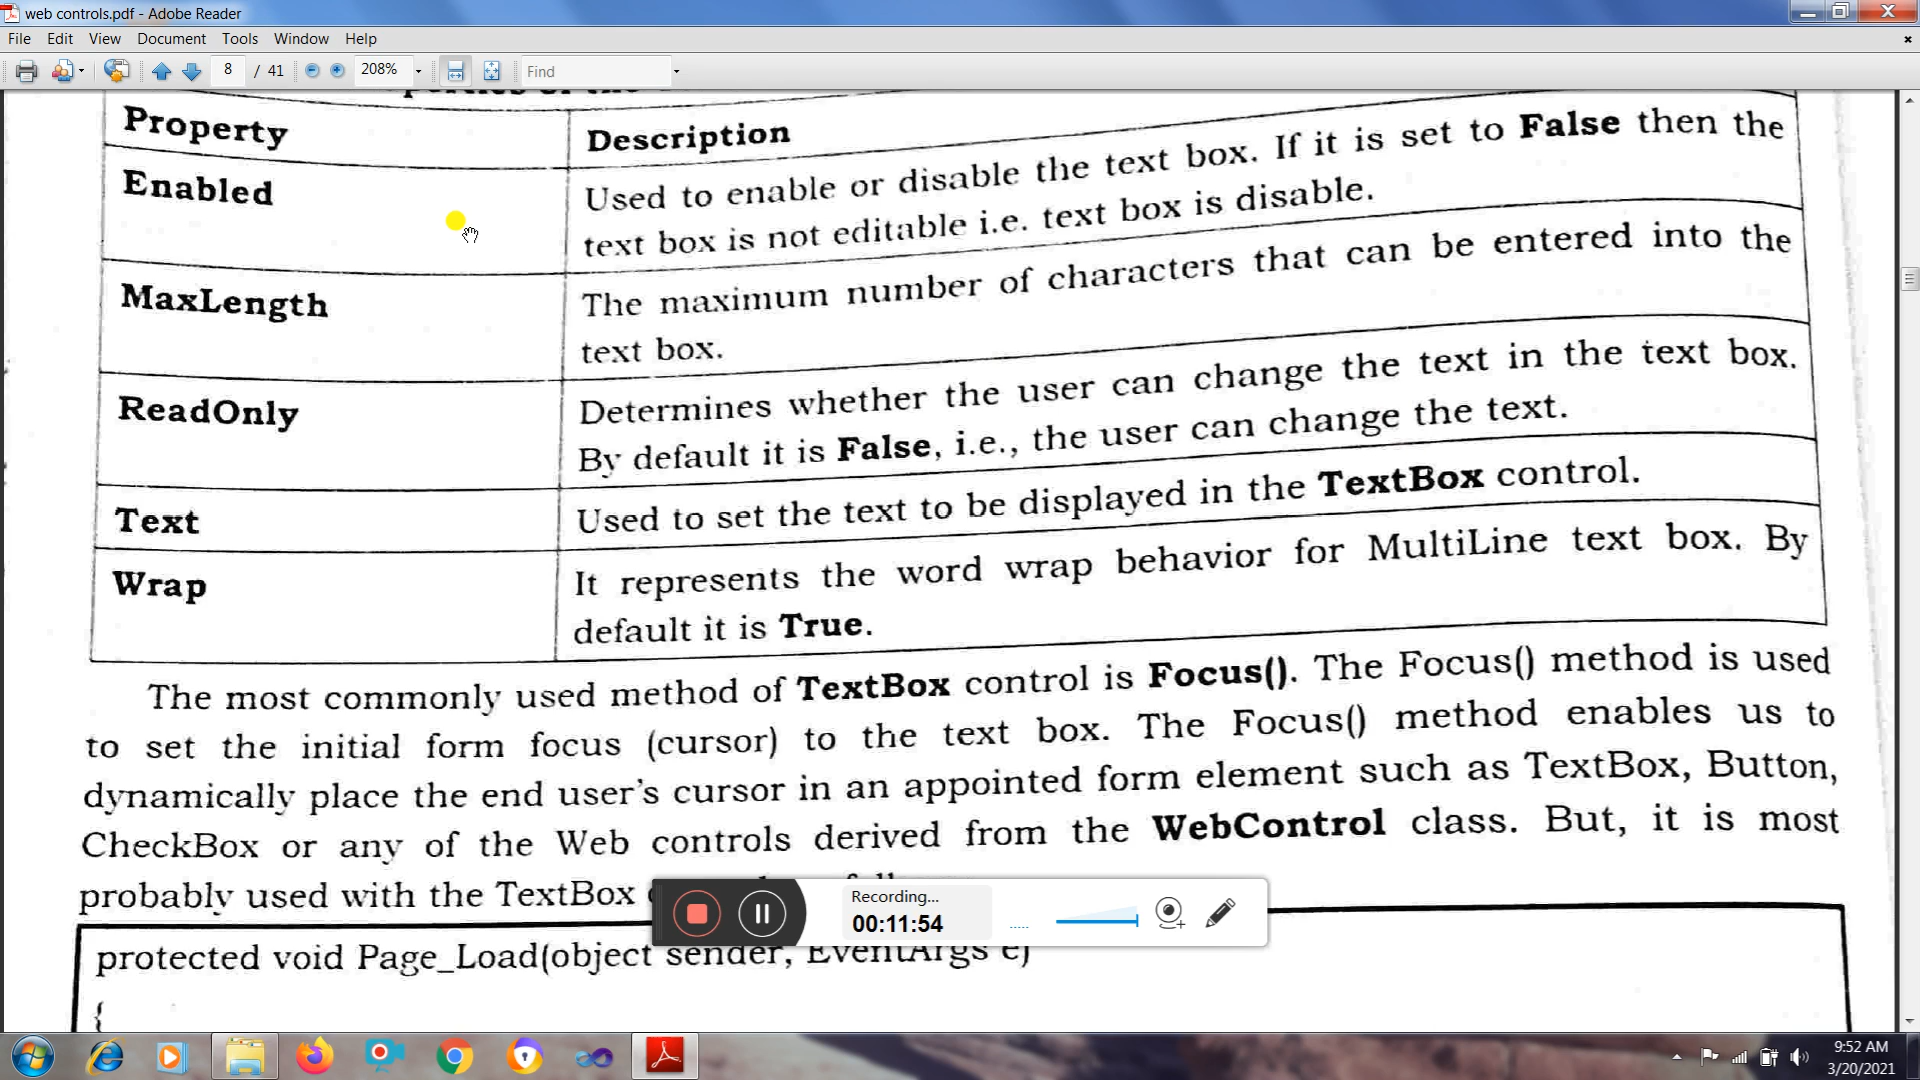 web controls.pdf - Adobe Reader
File Edit View Document Tools Window Help
8 / 41 208% Find
Property Description
Enabled Used to enable or disable the text box. If it is set to False then the
text box is not editable i.e. text box is disable.
MaxLength The maximum number of characters that can be entered into the
text box.
ReadOnly Determines whether the user can change the text in the text box.
By default it is False, i.e., the user can change the text.
Text Used to set the text to be displayed in the TextBox control.
Wrap It represents the word wrap behavior for MultiLine text box. By
default it is True.
The most commonly used method of TextBox control is Focus(). The Focus() method is used
to set the initial form focus (cursor) to the text box. The Focus() method enables us to
dynamically place the end user's cursor in an appointed form element such as TextBox, Button,
CheckBox or any of the Web controls derived from the WebControl class. But, it is most
probably used with the TextBox
Recording...
00:11:54
protected void Page_Load(object sender, EventArgs e)
{
9:52 AM
3/20/2021